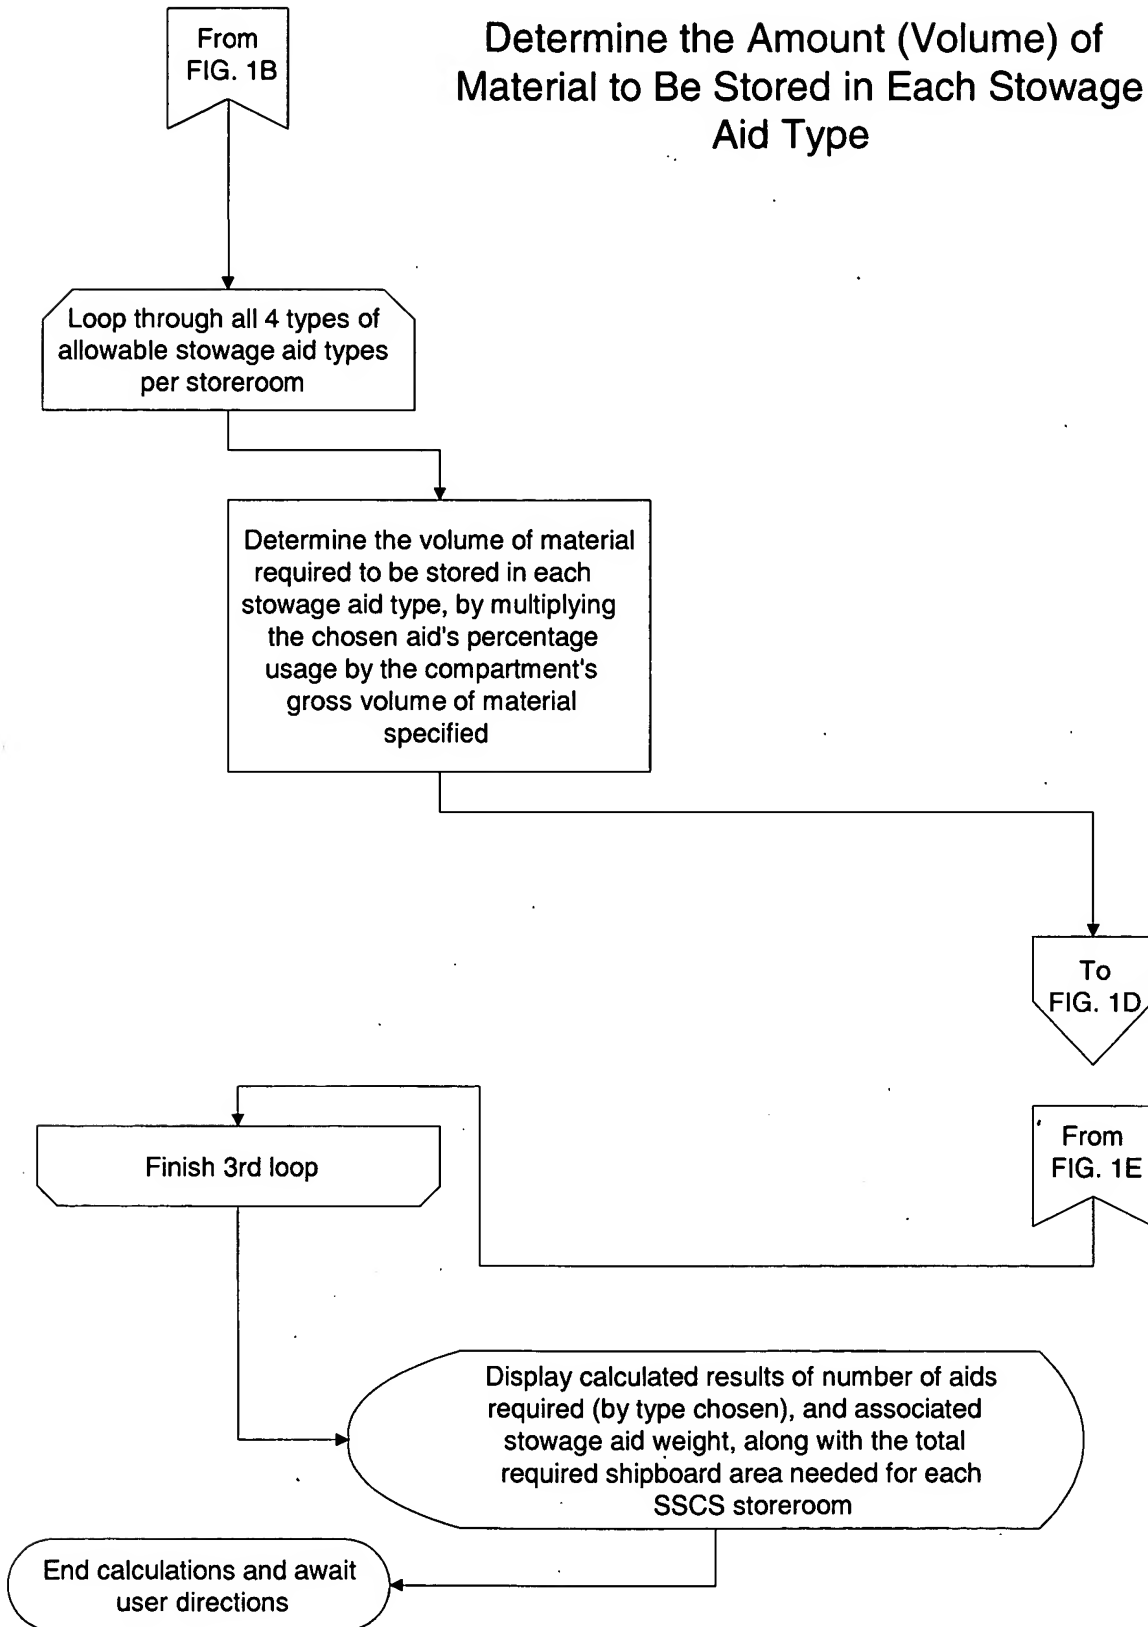 Determine the Amount (Volume) of
Material to Be Stored in Each Stowage
Aid Type
From
FIG. 1B
Loop through all 4 types of
allowable stowage aid types
per storeroom
Determine the volume of material
required to be stored in each
stowage aid type, by multiplying
the chosen aid's percentage
usage by the compartment's
gross volume of material
specified
To
FIG. 1D
From
FIG. 1E
Finish 3rd loop
Display calculated results of number of aids
required (by type chosen), and associated
stowage aid weight, along with the total
required shipboard area needed for each
SSCS storeroom
End calculations and await
user directions